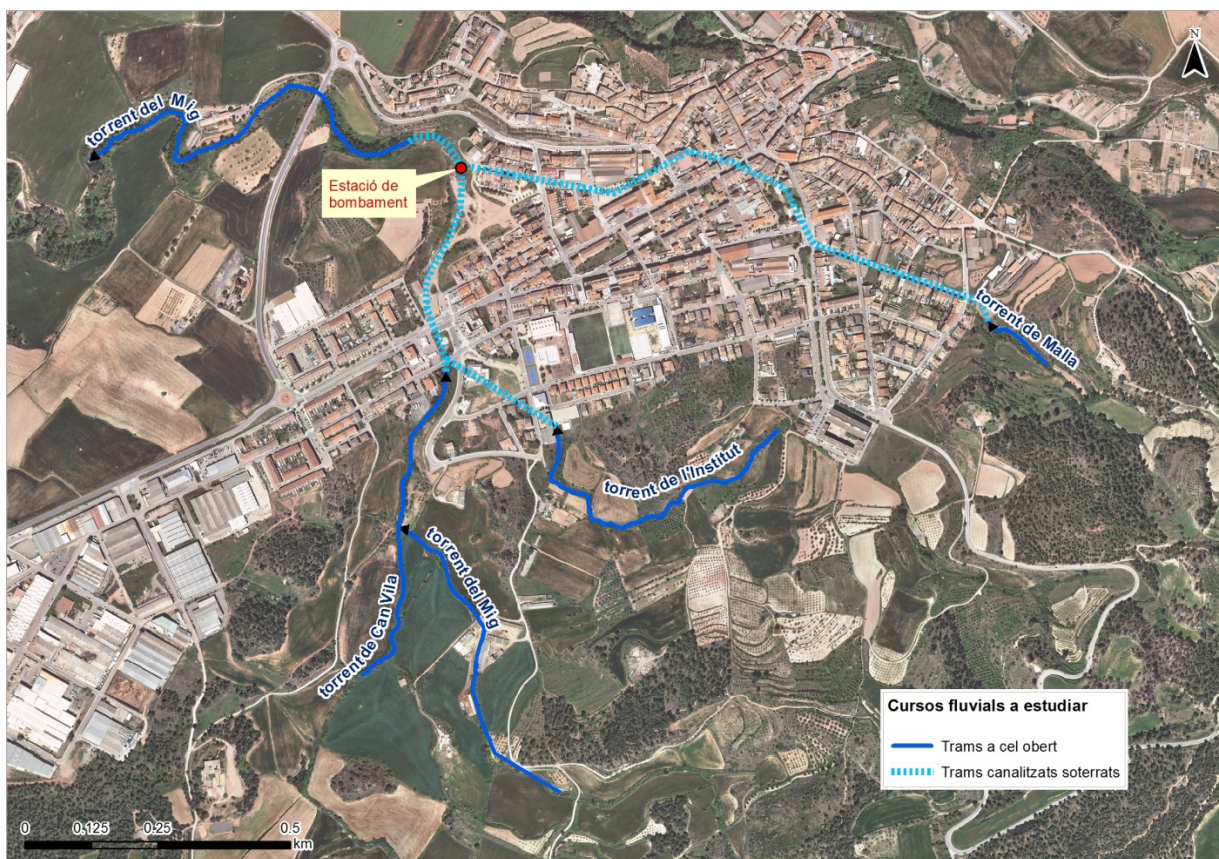 N
torrent del Mig
Estació de
bombament
torrent de Malla
torrent de l'Institut
torrent del Mig
torrent de Can Vila
Cursos fluvials a estudiar
Trams a cel obert
Trams canalitzats soterrats
0 0.125 0.25 0.5
km